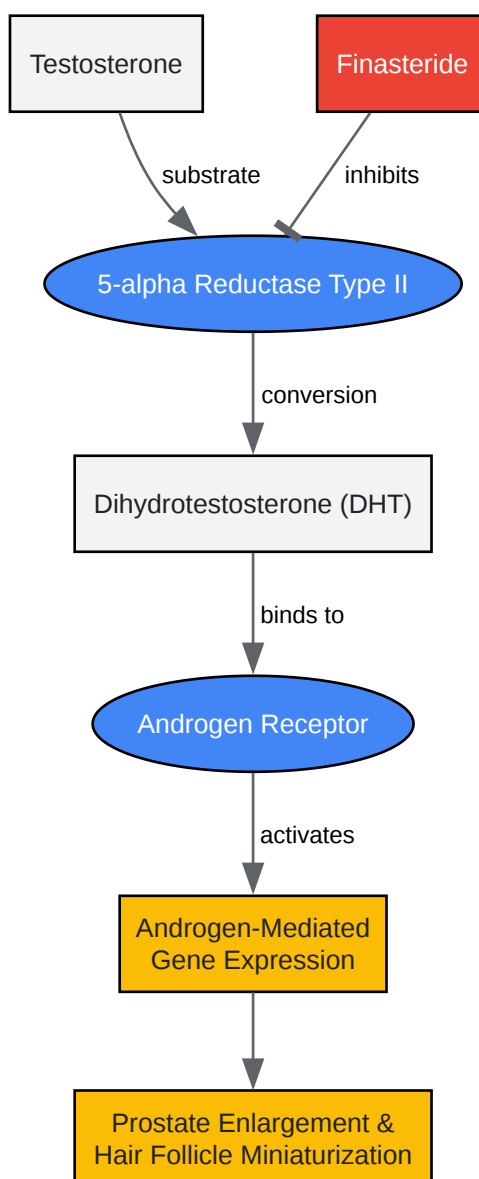 Testosterone
Finasteride
substrate
inhibits
5-alpha Reductase Type II
conversion
Dihydrotestosterone (DHT)
binds to
Androgen Receptor
activates
Androgen-Mediated
Gene Expression
Prostate Enlargement &
Hair Follicle Miniaturization